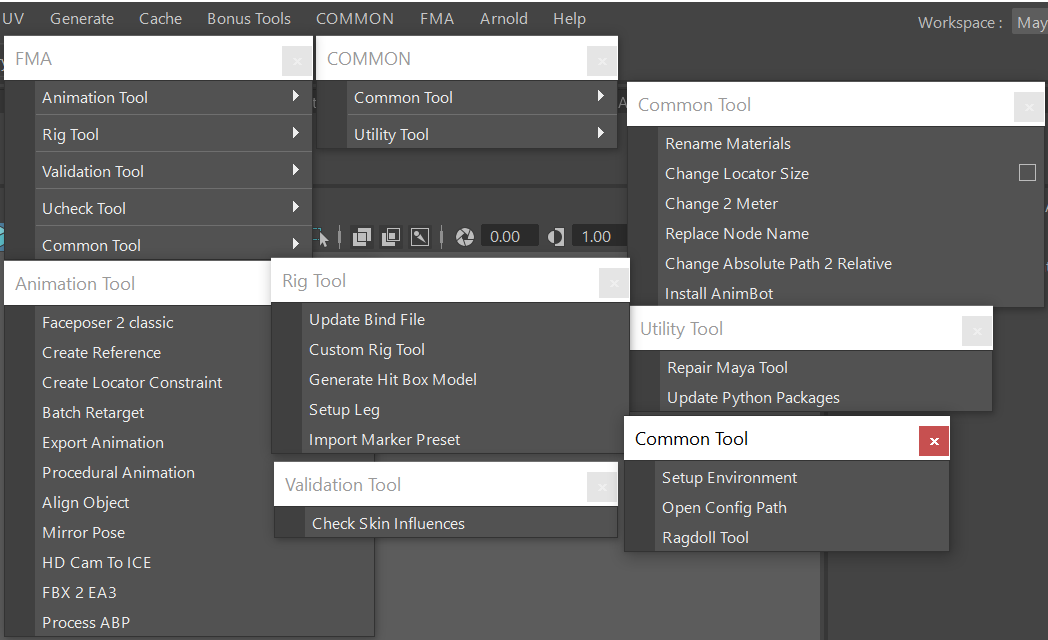 UV Generate Cache Bonus Tools COMMON FMA Arnold Help
Workspace : May
FMA
Animation Tool
Rig Tool
Validation Tool
Ucheck Tool
Common Tool
COMMON
Common Tool
Utility Tool
Common Tool
Rename Materials
Change Locator Size
Change 2 Meter
Replace Node Name
Change Absolute Path 2 Relative
Install AnimBot
0.00 1.00
Animation Tool
Faceposer 2 classic
Create Reference
Create Locator Constraint
Batch Retarget
Export Animation
Procedural Animation
Align Object
Mirror Pose
HD Cam To ICE
FBX 2 EA3
Process ABP
Rig Tool
Update Bind File
Custom Rig Tool
Generate Hit Box Model
Setup Leg
Import Marker Preset
Validation Tool
Check Skin Influences
Utility Tool
Repair Maya Tool
Update Python Packages
Common Tool
Setup Environment
Open Config Path
Ragdoll Tool